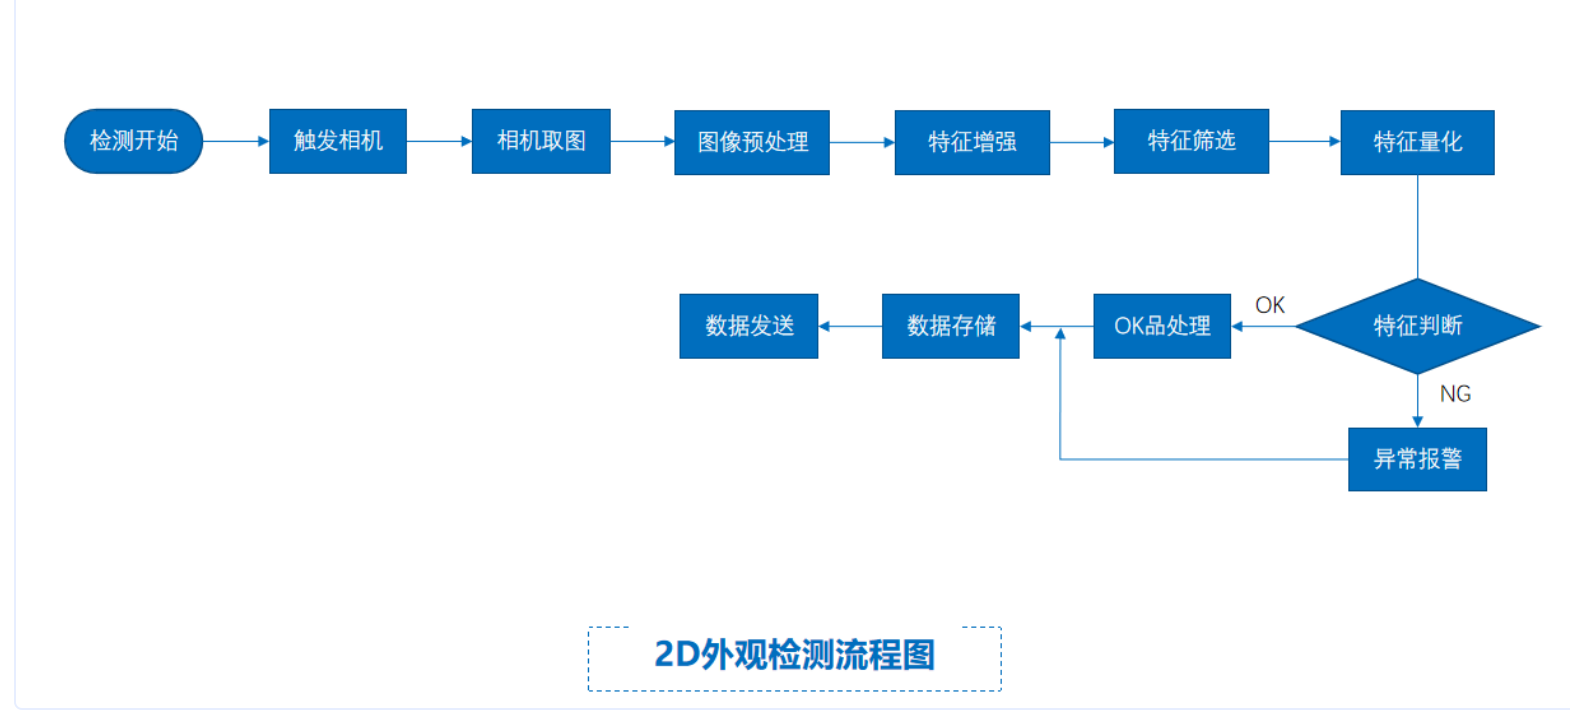 检测开始
触发相机
相机取图
图像预处理
特征增强
特征筛选
特征量化
数据发送
数据存储
OK品处理
OK
特征判断
NG
异常报警
2D外观检测流程图